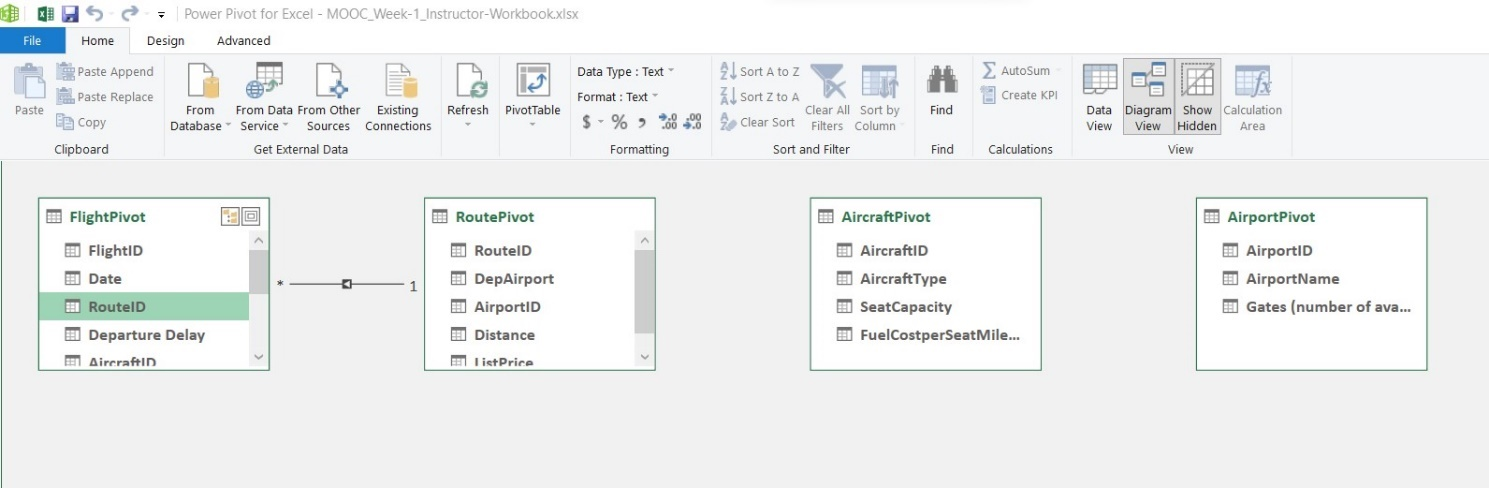 Power Pivot for Excel - MOOC_Week-1_Instructor-Workbook.xlsx
File Home Design Advanced
Paste
Paste Append
Paste Replace
Copy
Clipboard
From Database
From Data Service
From Other Sources
Existing Connections
Get External Data
Refresh
PivotTable
Data Type : Text
Format : Text
$ % , .0 .00 .00 .0
Formatting
Sort A to Z
Sort Z to A
Clear Sort
Clear All Filters
Sort by Column
Sort and Filter
Find
Find
AutoSum
Create KPI
Calculations
Data View
Diagram View
Show Hidden
Calculation Area
View
FlightPivot
FlightID
Date
RouteID
Departure Delay
AircraftID
* 1
RoutePivot
RouteID
DepAirport
AirportID
Distance
ListPrice
AircraftPivot
AircraftID
AircraftType
SeatCapacity
FuelCostperSeatMile...
AirportPivot
AirportID
AirportName
Gates (number of ava...